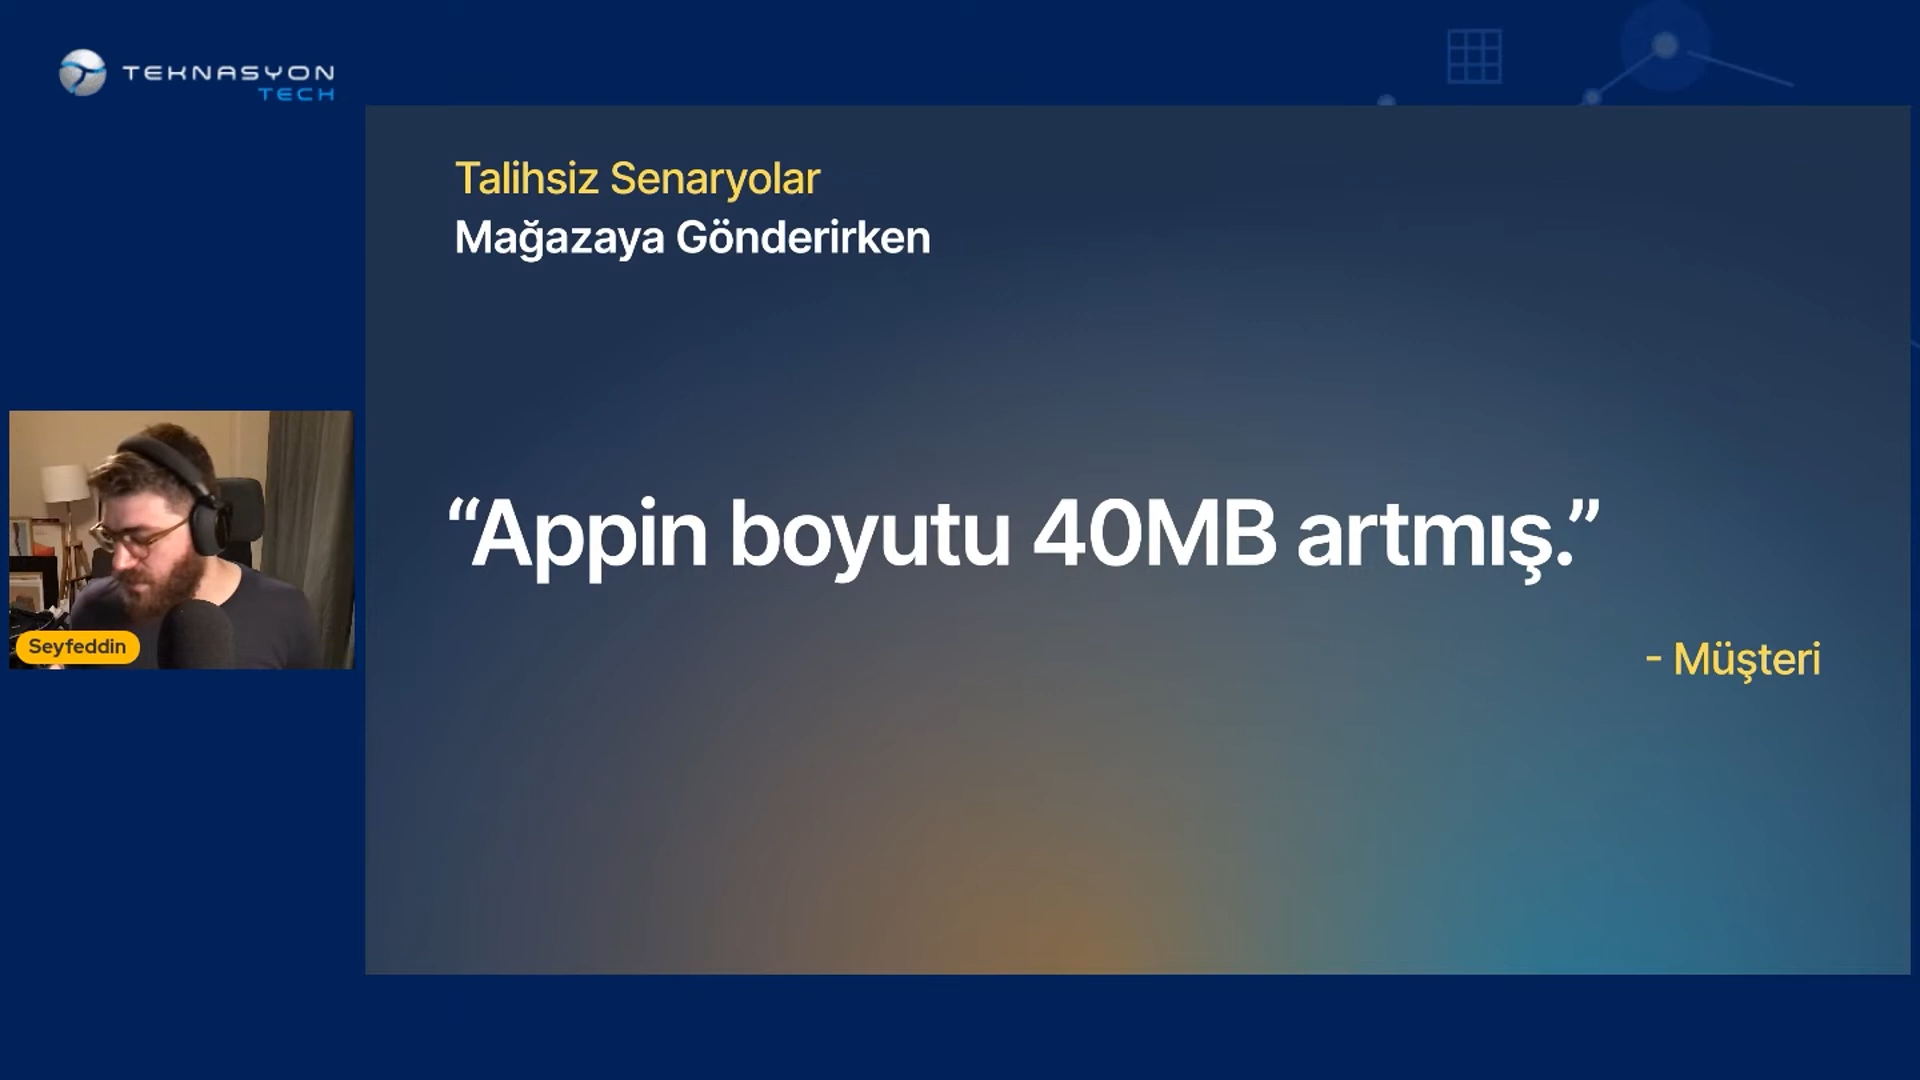 TEKNASYON
TECH
Talihsiz Senaryolar
Mağazaya Gönderirken
“Appin boyutu 40MB artmış.”
- Müşteri
Seyfeddin